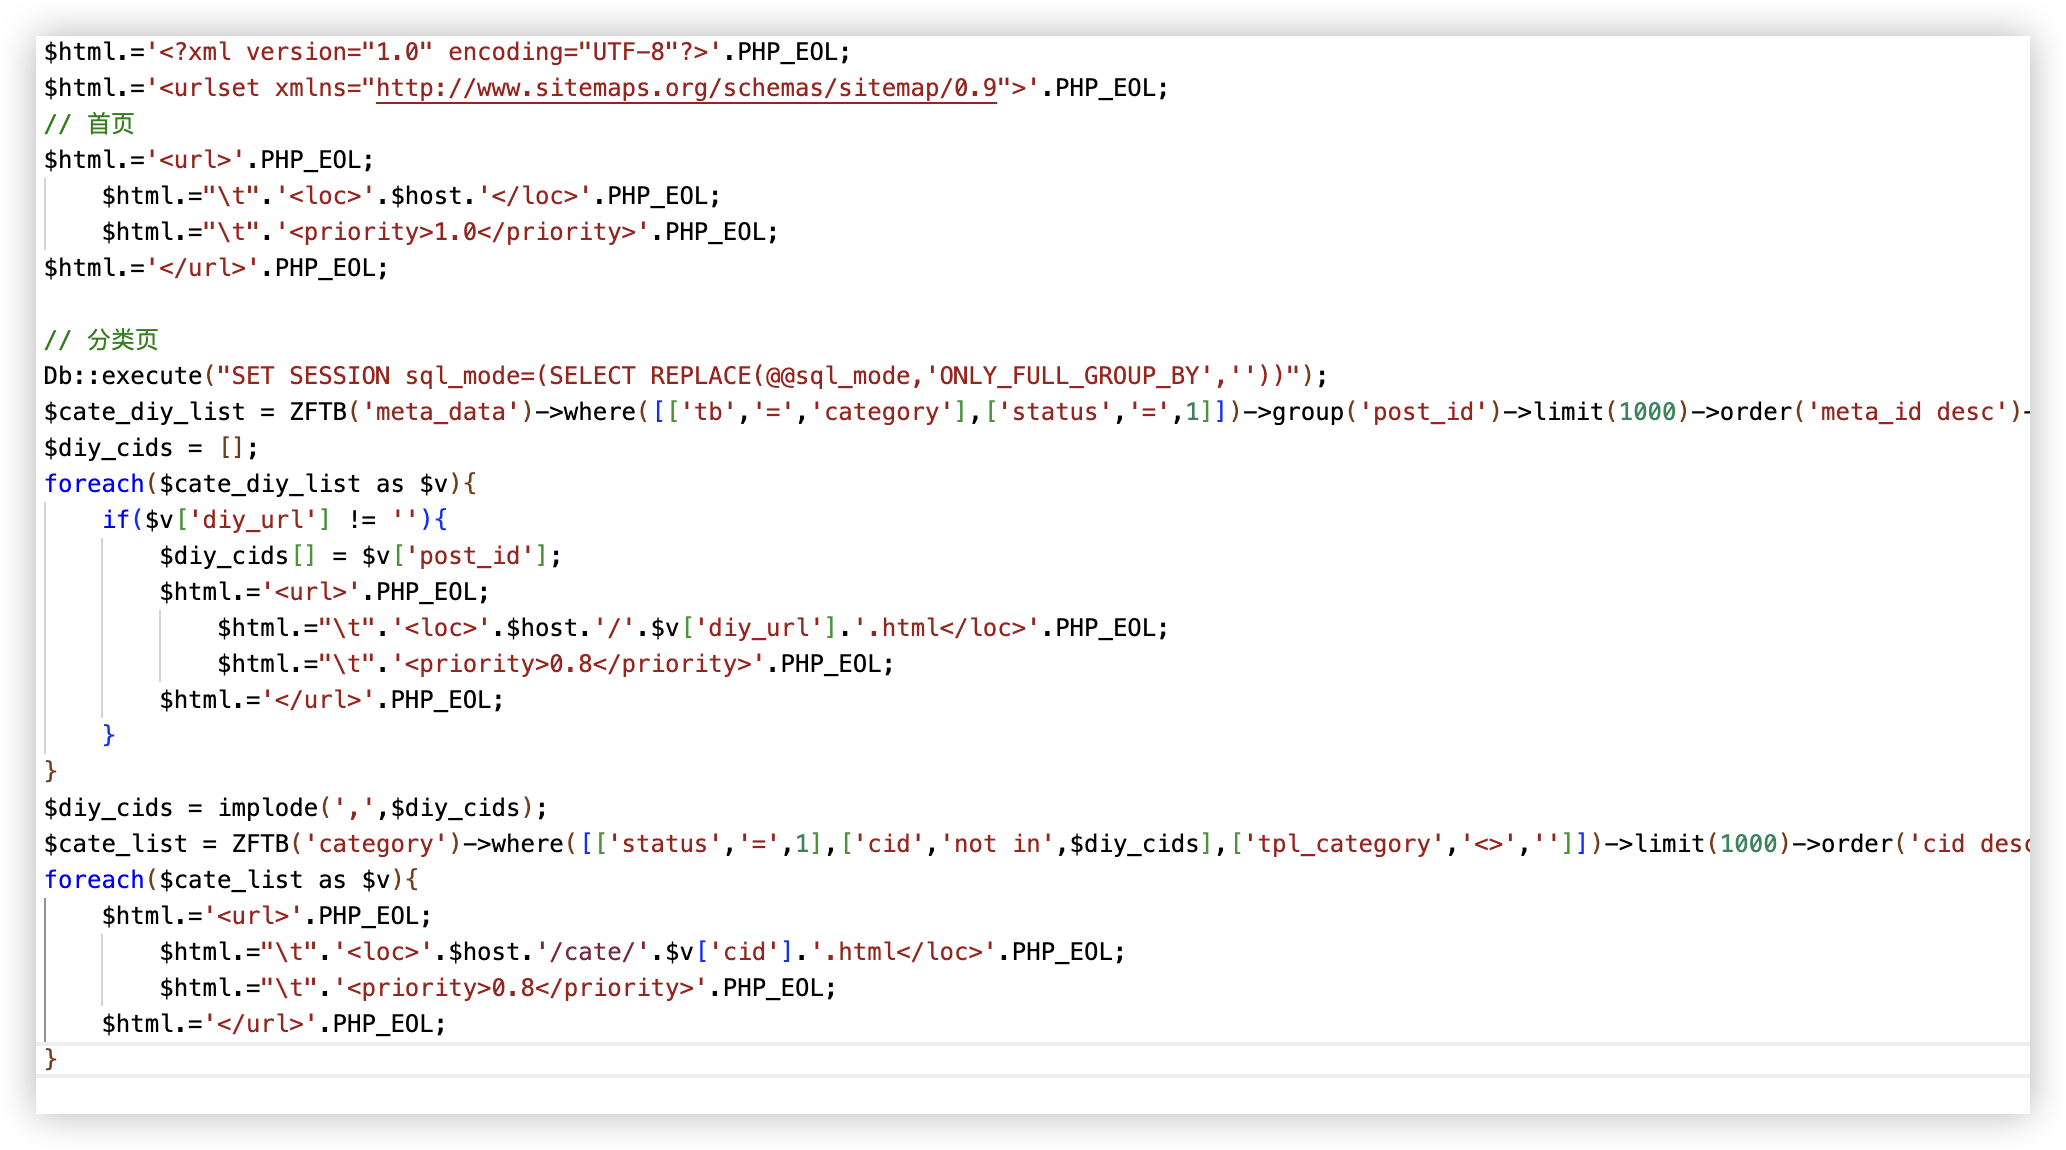 $html.='<?xml version="1.0" encoding="UTF-8"?>'.PHP_EOL;
$html.='<urlset xmlns="http://www.sitemaps.org/schemas/sitemap/0.9">'.PHP_EOL;
// 首页
$html.='<url>'.PHP_EOL;
    $html.="\t".'<loc>'.$host.'</loc>'.PHP_EOL;
    $html.="\t".'<priority>1.0</priority>'.PHP_EOL;
$html.='</url>'.PHP_EOL;

// 分类页
Db::execute("SET SESSION sql_mode=(SELECT REPLACE(@@sql_mode,'ONLY_FULL_GROUP_BY',''))");
$cate_diy_list = ZFTB('meta_data')->where([['tb','=','category'],['status','=',1]])->group('post_id')->limit(1000)->order('meta_id desc')-
$diy_cids = [];
foreach($cate_diy_list as $v){
    if($v['diy_url'] != ''){
        $diy_cids[] = $v['post_id'];
        $html.='<url>'.PHP_EOL;
            $html.="\t".'<loc>'.$host.'/'.$v['diy_url'].'.html</loc>'.PHP_EOL;
            $html.="\t".'<priority>0.8</priority>'.PHP_EOL;
        $html.='</url>'.PHP_EOL;
    }
}
$diy_cids = implode(',',$diy_cids);
$cate_list = ZFTB('category')->where([['status','=',1],['cid','not in',$diy_cids],['tpl_category','<>','']])->limit(1000)->order('cid desc
foreach($cate_list as $v){
    $html.='<url>'.PHP_EOL;
        $html.="\t".'<loc>'.$host.'/cate/'.$v['cid'].'.html</loc>'.PHP_EOL;
        $html.="\t".'<priority>0.8</priority>'.PHP_EOL;
    $html.='</url>'.PHP_EOL;
}